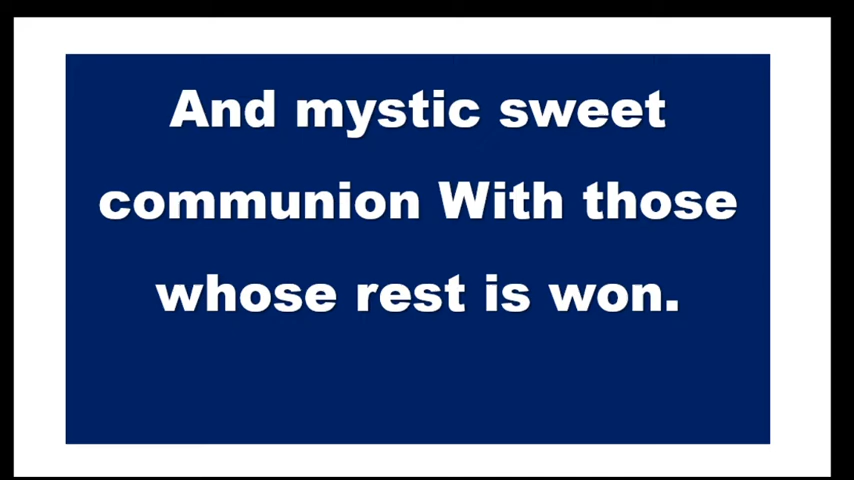 And mystic sweet
communion With those
whose rest is won.